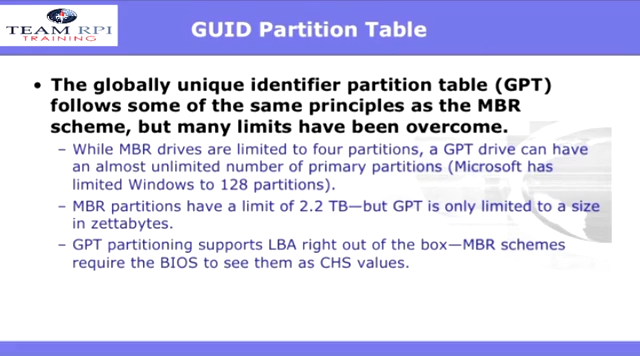 TEAM RPI
TRAINING
GUID Partition Table
• The globally unique identifier partition table (GPT)
follows some of the same principles as the MBR
scheme, but many limits have been overcome.
– While MBR drives are limited to four partitions, a GPT drive can have
an almost unlimited number of primary partitions (Microsoft has
limited Windows to 128 partitions).
– MBR partitions have a limit of 2.2 TB—but GPT is only limited to a size
in zettabytes.
– GPT partitioning supports LBA right out of the box—MBR schemes
require the BIOS to see them as CHS values.